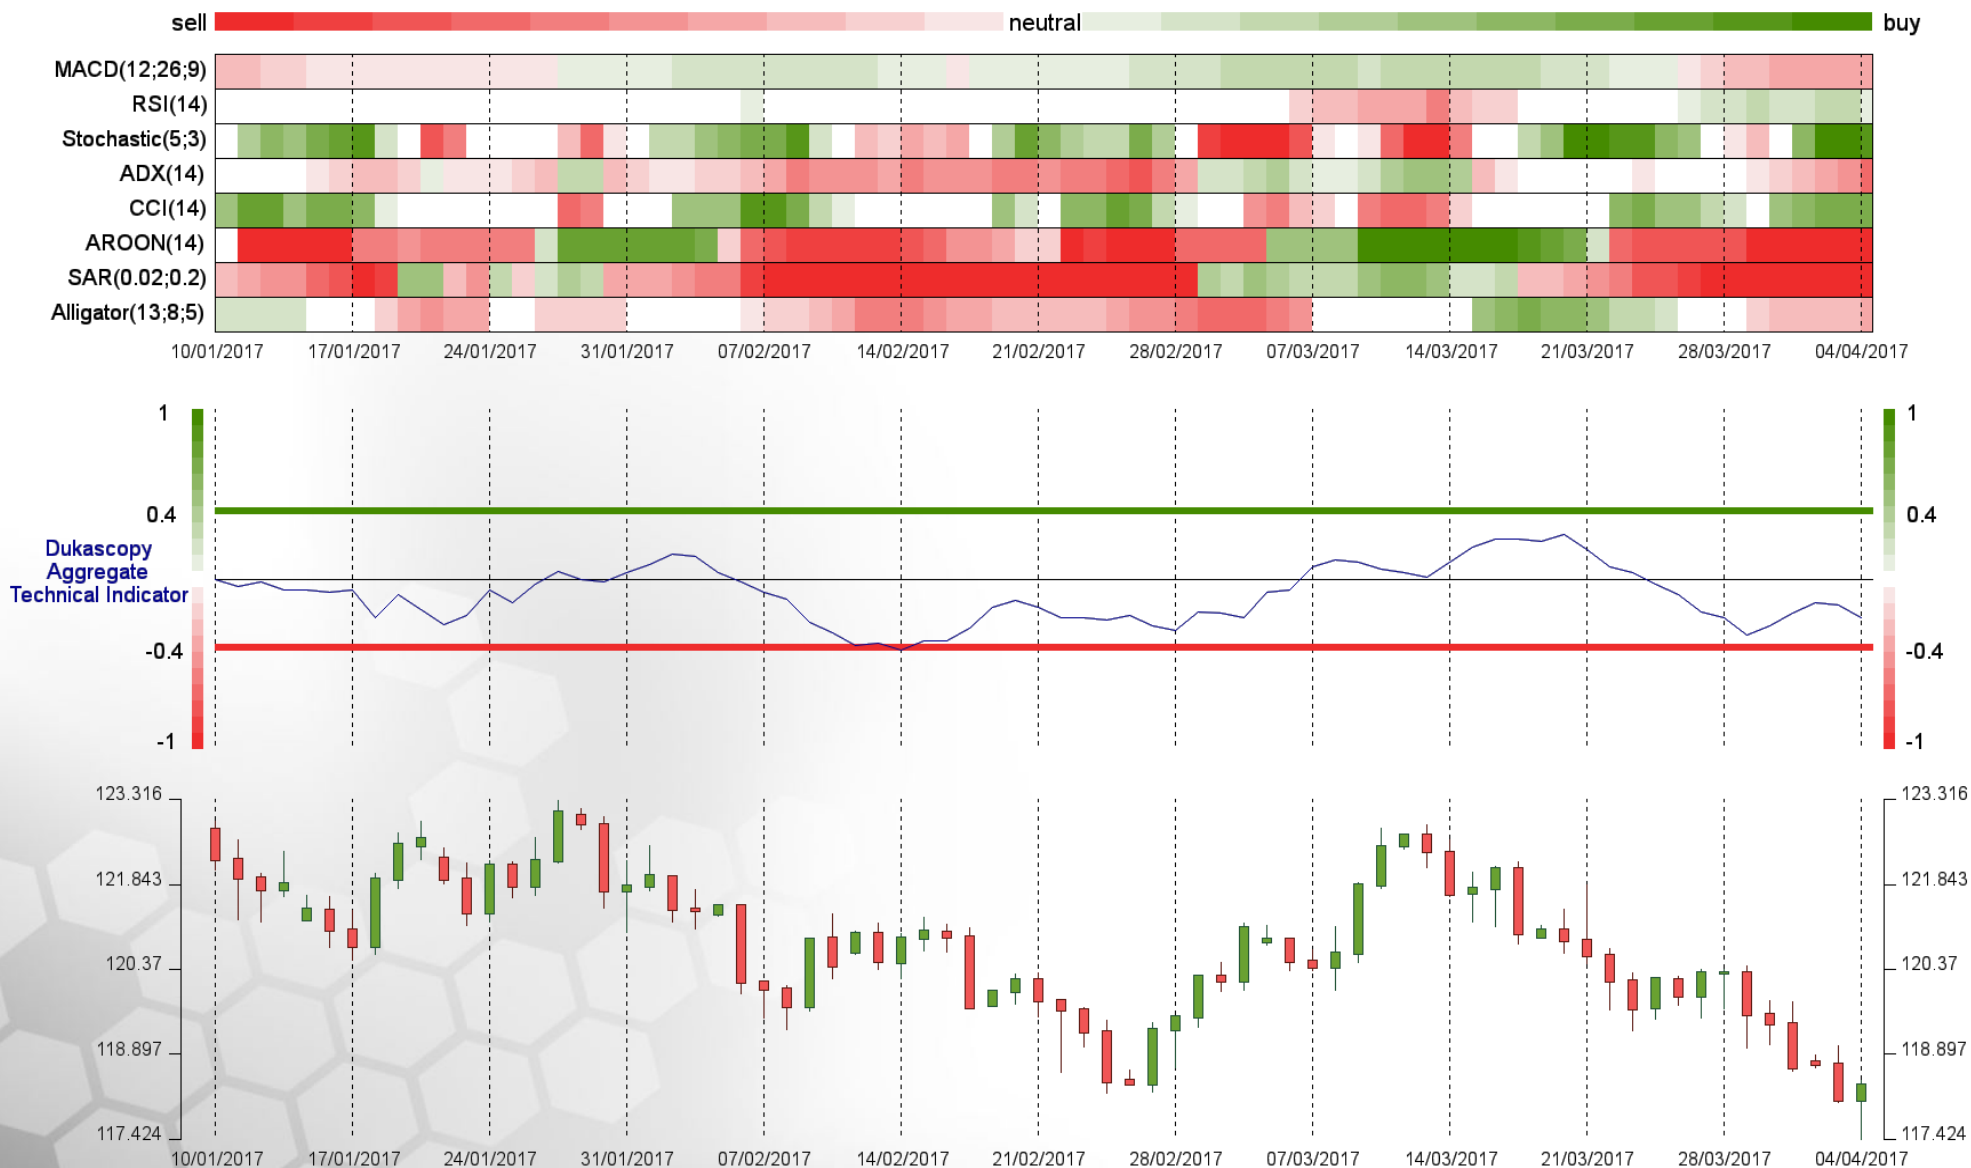 sell neutral buy
MACD(12;26;9)
RSI(14)
Stochastic(5;3)
ADX(14)
CCI(14)
AROON(14)
SAR(0.02;0.2)
Alligator(13;8;5)
10/01/2017 17/01/2017 24/01/2017 31/01/2017 07/02/2017 14/02/2017 21/02/2017 28/02/2017 07/03/2017 14/03/2017 21/03/2017 28/03/2017 04/04/2017
1 1
0.4 0.4
Dukascopy
Aggregate
Technical Indicator
-0.4 -0.4
-1 -1
123.316 123.316
121.843 121.843
120.37 120.37
118.897 118.897
117.424 117.424
10/01/2017 17/01/2017 24/01/2017 31/01/2017 07/02/2017 14/02/2017 21/02/2017 28/02/2017 07/03/2017 14/03/2017 21/03/2017 28/03/2017 04/04/2017